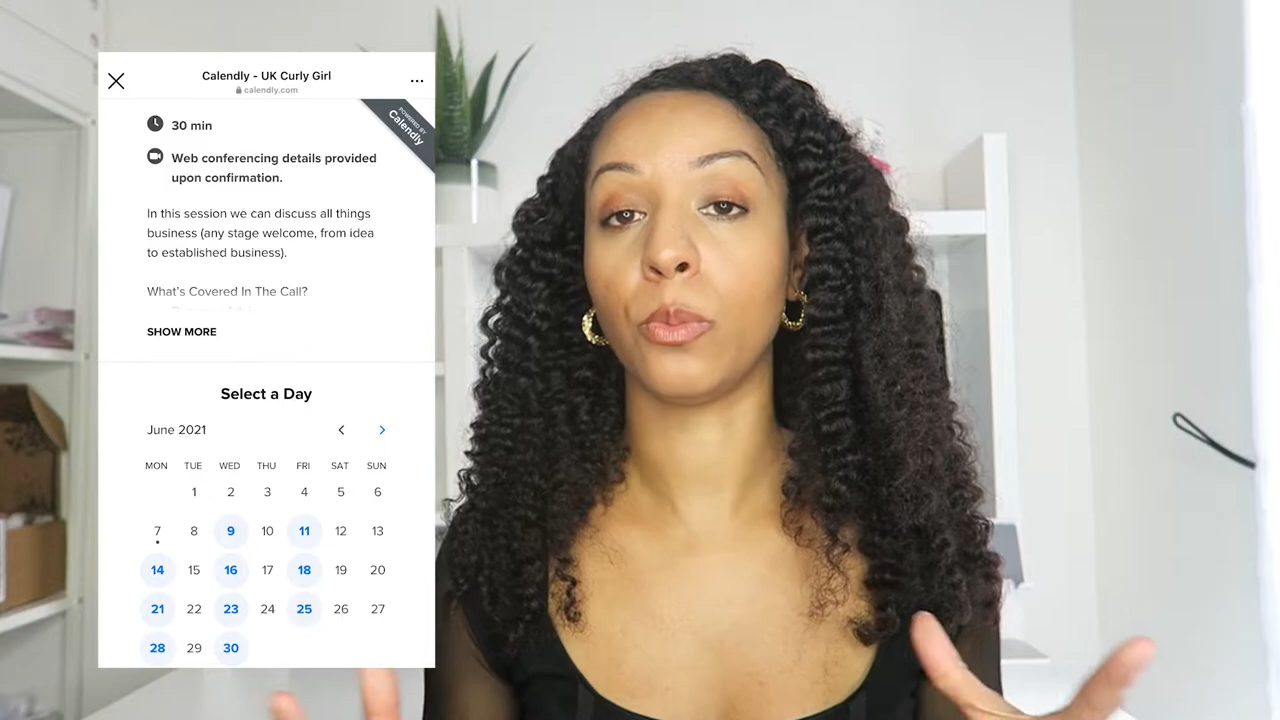 Calendly - UK Curly Girl
calendly.com
POWERED BY
Calendly
30 min
Web conferencing details provided
upon confirmation.
In this session we can discuss all things
business (any stage welcome, from idea
to established business).
What's Covered In The Call?
SHOW MORE
Select a Day
June 2021
MON TUE WED THU FRI SAT SUN
1 2 3 4 5 6
7 8 9 10 11 12 13
14 15 16 17 18 19 20
21 22 23 24 25 26 27
28 29 30